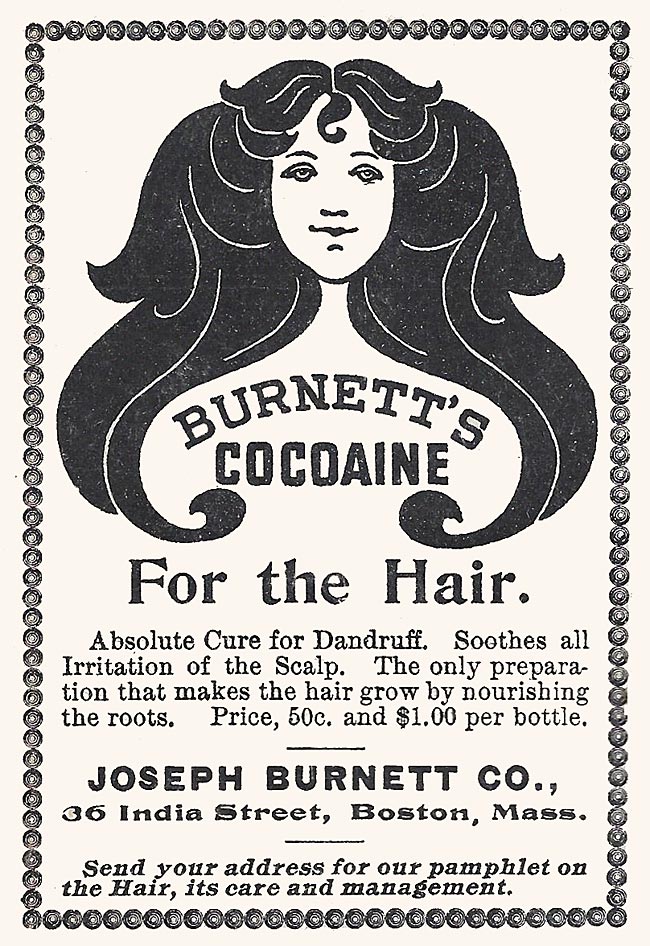 BURNETT'S
COCOAINE
For the Hair.
Absolute Cure for Dandruff. Soothes all
Irritation of the Scalp. The only prepara-
tion that makes the hair grow by nourishing
the roots. Price, 50c. and $1.00 per bottle.
JOSEPH BURNETT CO.,
36 India Street, Boston, Mass.
Send your address for our pamphlet on
the Hair, its care and management.